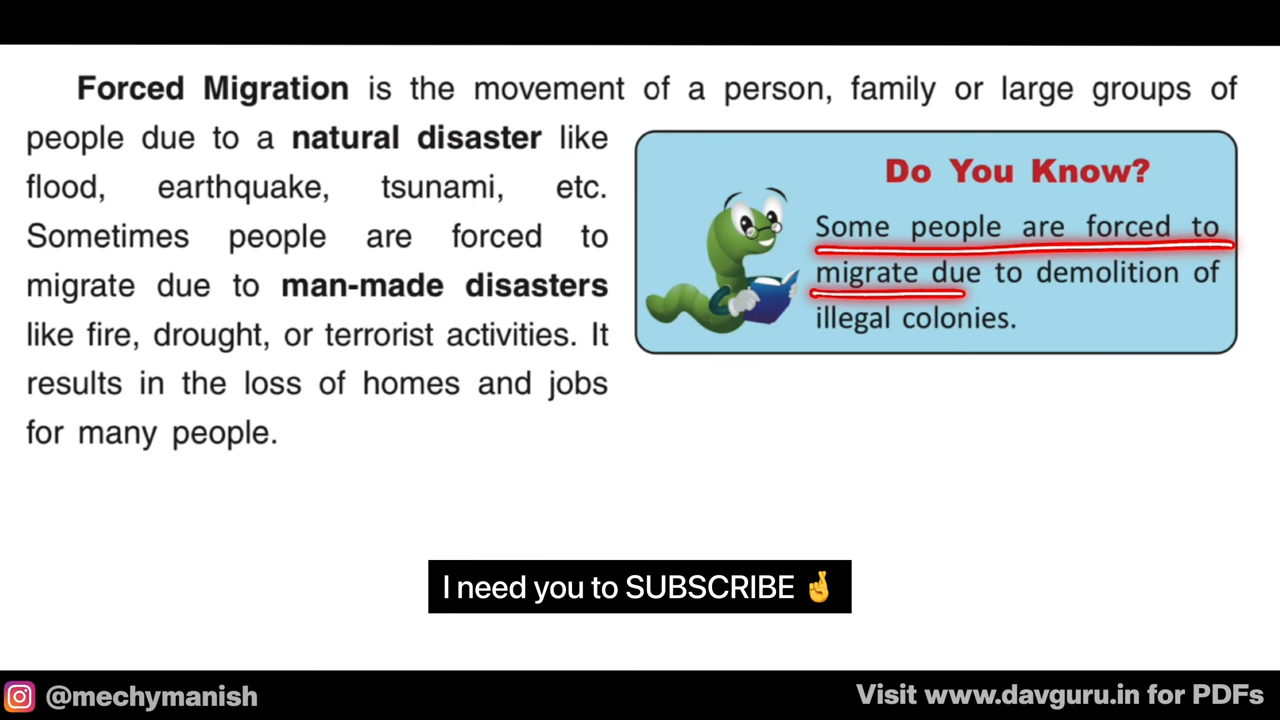 Forced Migration is the movement of a person, family or large groups of
people due to a natural disaster like
flood, earthquake, tsunami, etc.
Sometimes people are forced to
migrate due to man-made disasters
like fire, drought, or terrorist activities. It
results in the loss of homes and jobs
for many people.
Do You Know?
Some people are forced to
migrate due to demolition of
illegal colonies.
I need you to SUBSCRIBE 🤞
@mechymanish
Visit www.davguru.in for PDFs